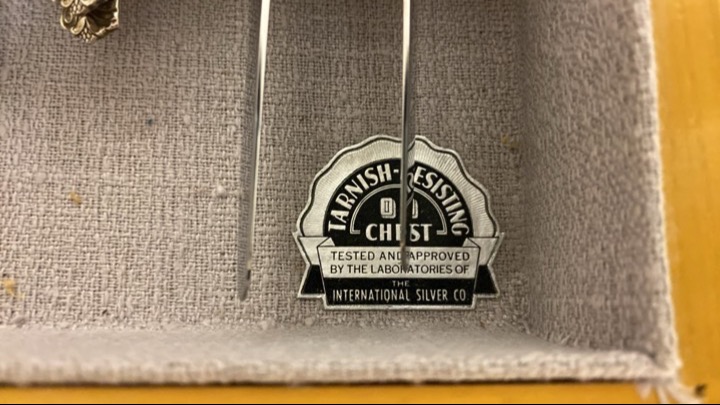 TARNISH-RESISTING
CHEST
TESTED AND APPROVED
BY THE LABORATORIES OF
THE
INTERNATIONAL SILVER CO.